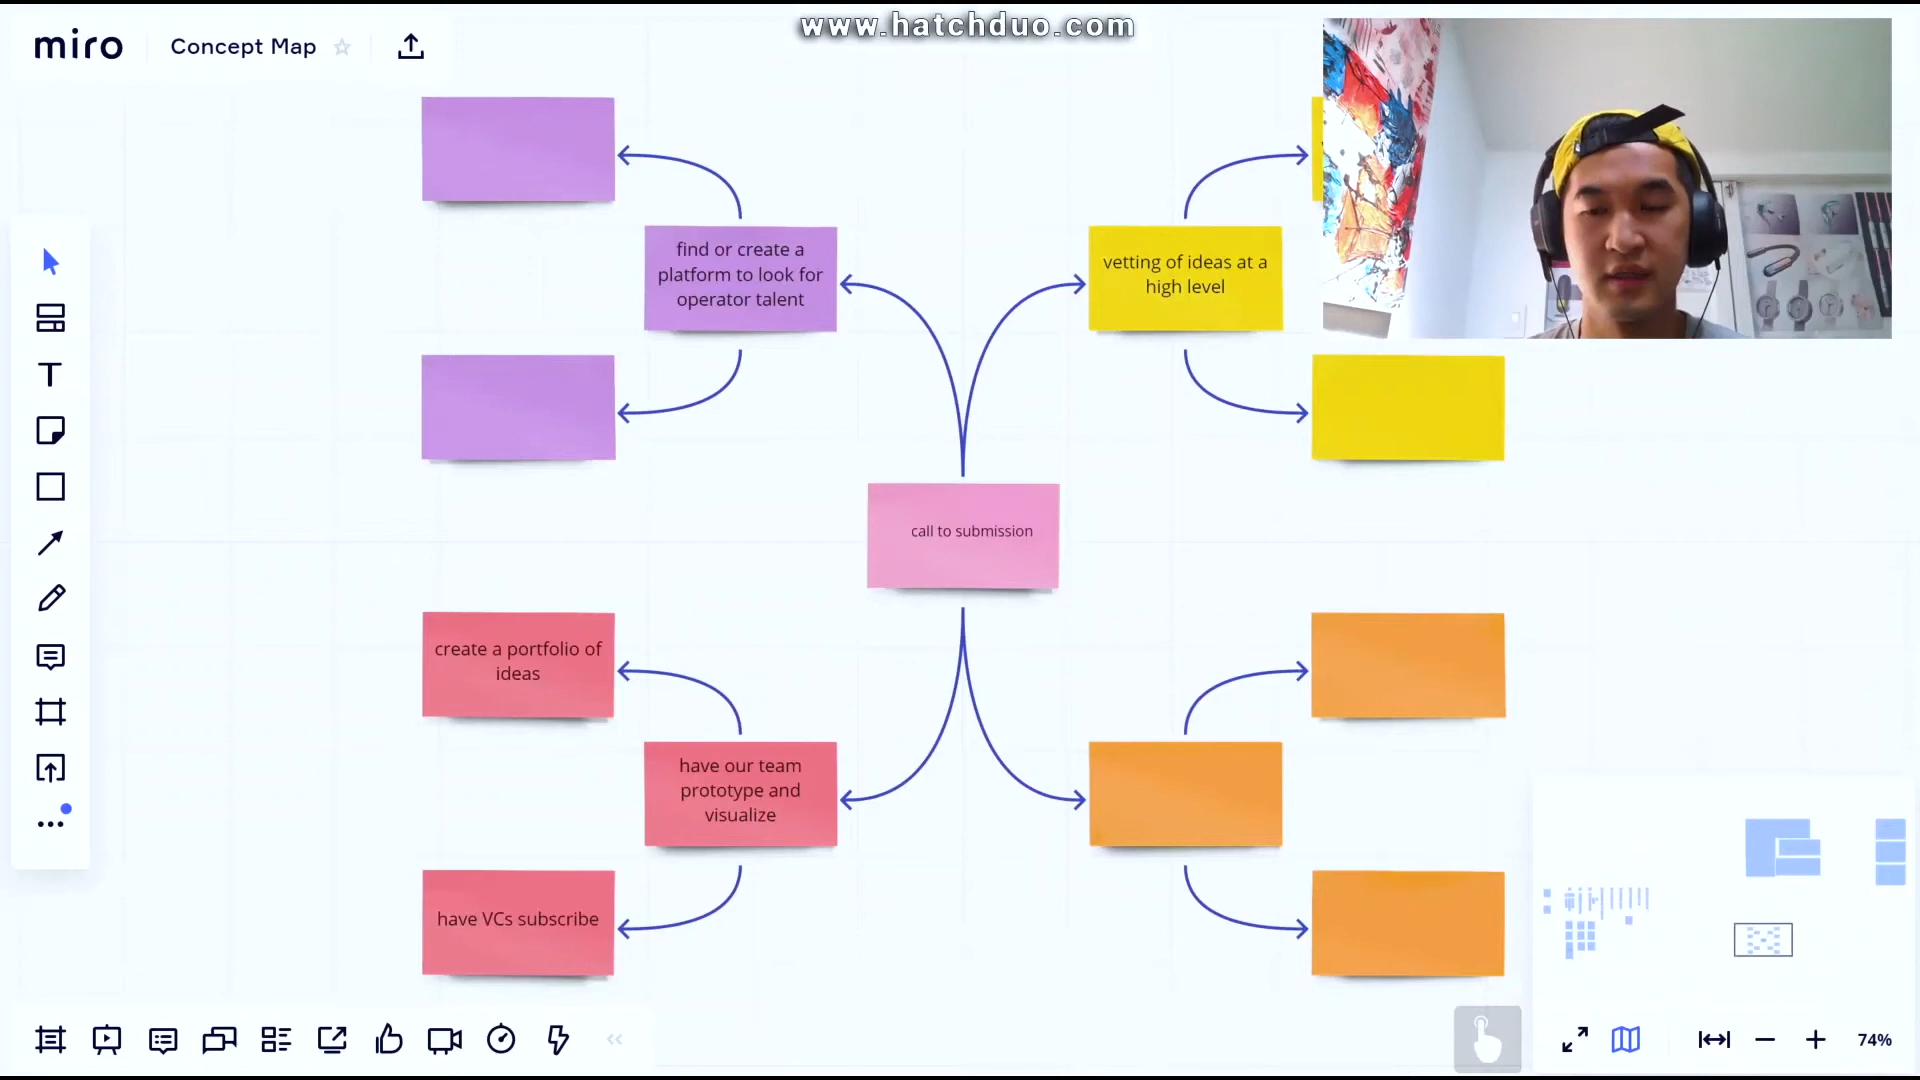 www.hatchduo.com
miro
Concept Map
find or create a
platform to look for
operator talent
vetting of ideas at a
high level
call to submission
create a portfolio of
ideas
have our team
prototype and
visualize
have VCs subscribe
74%